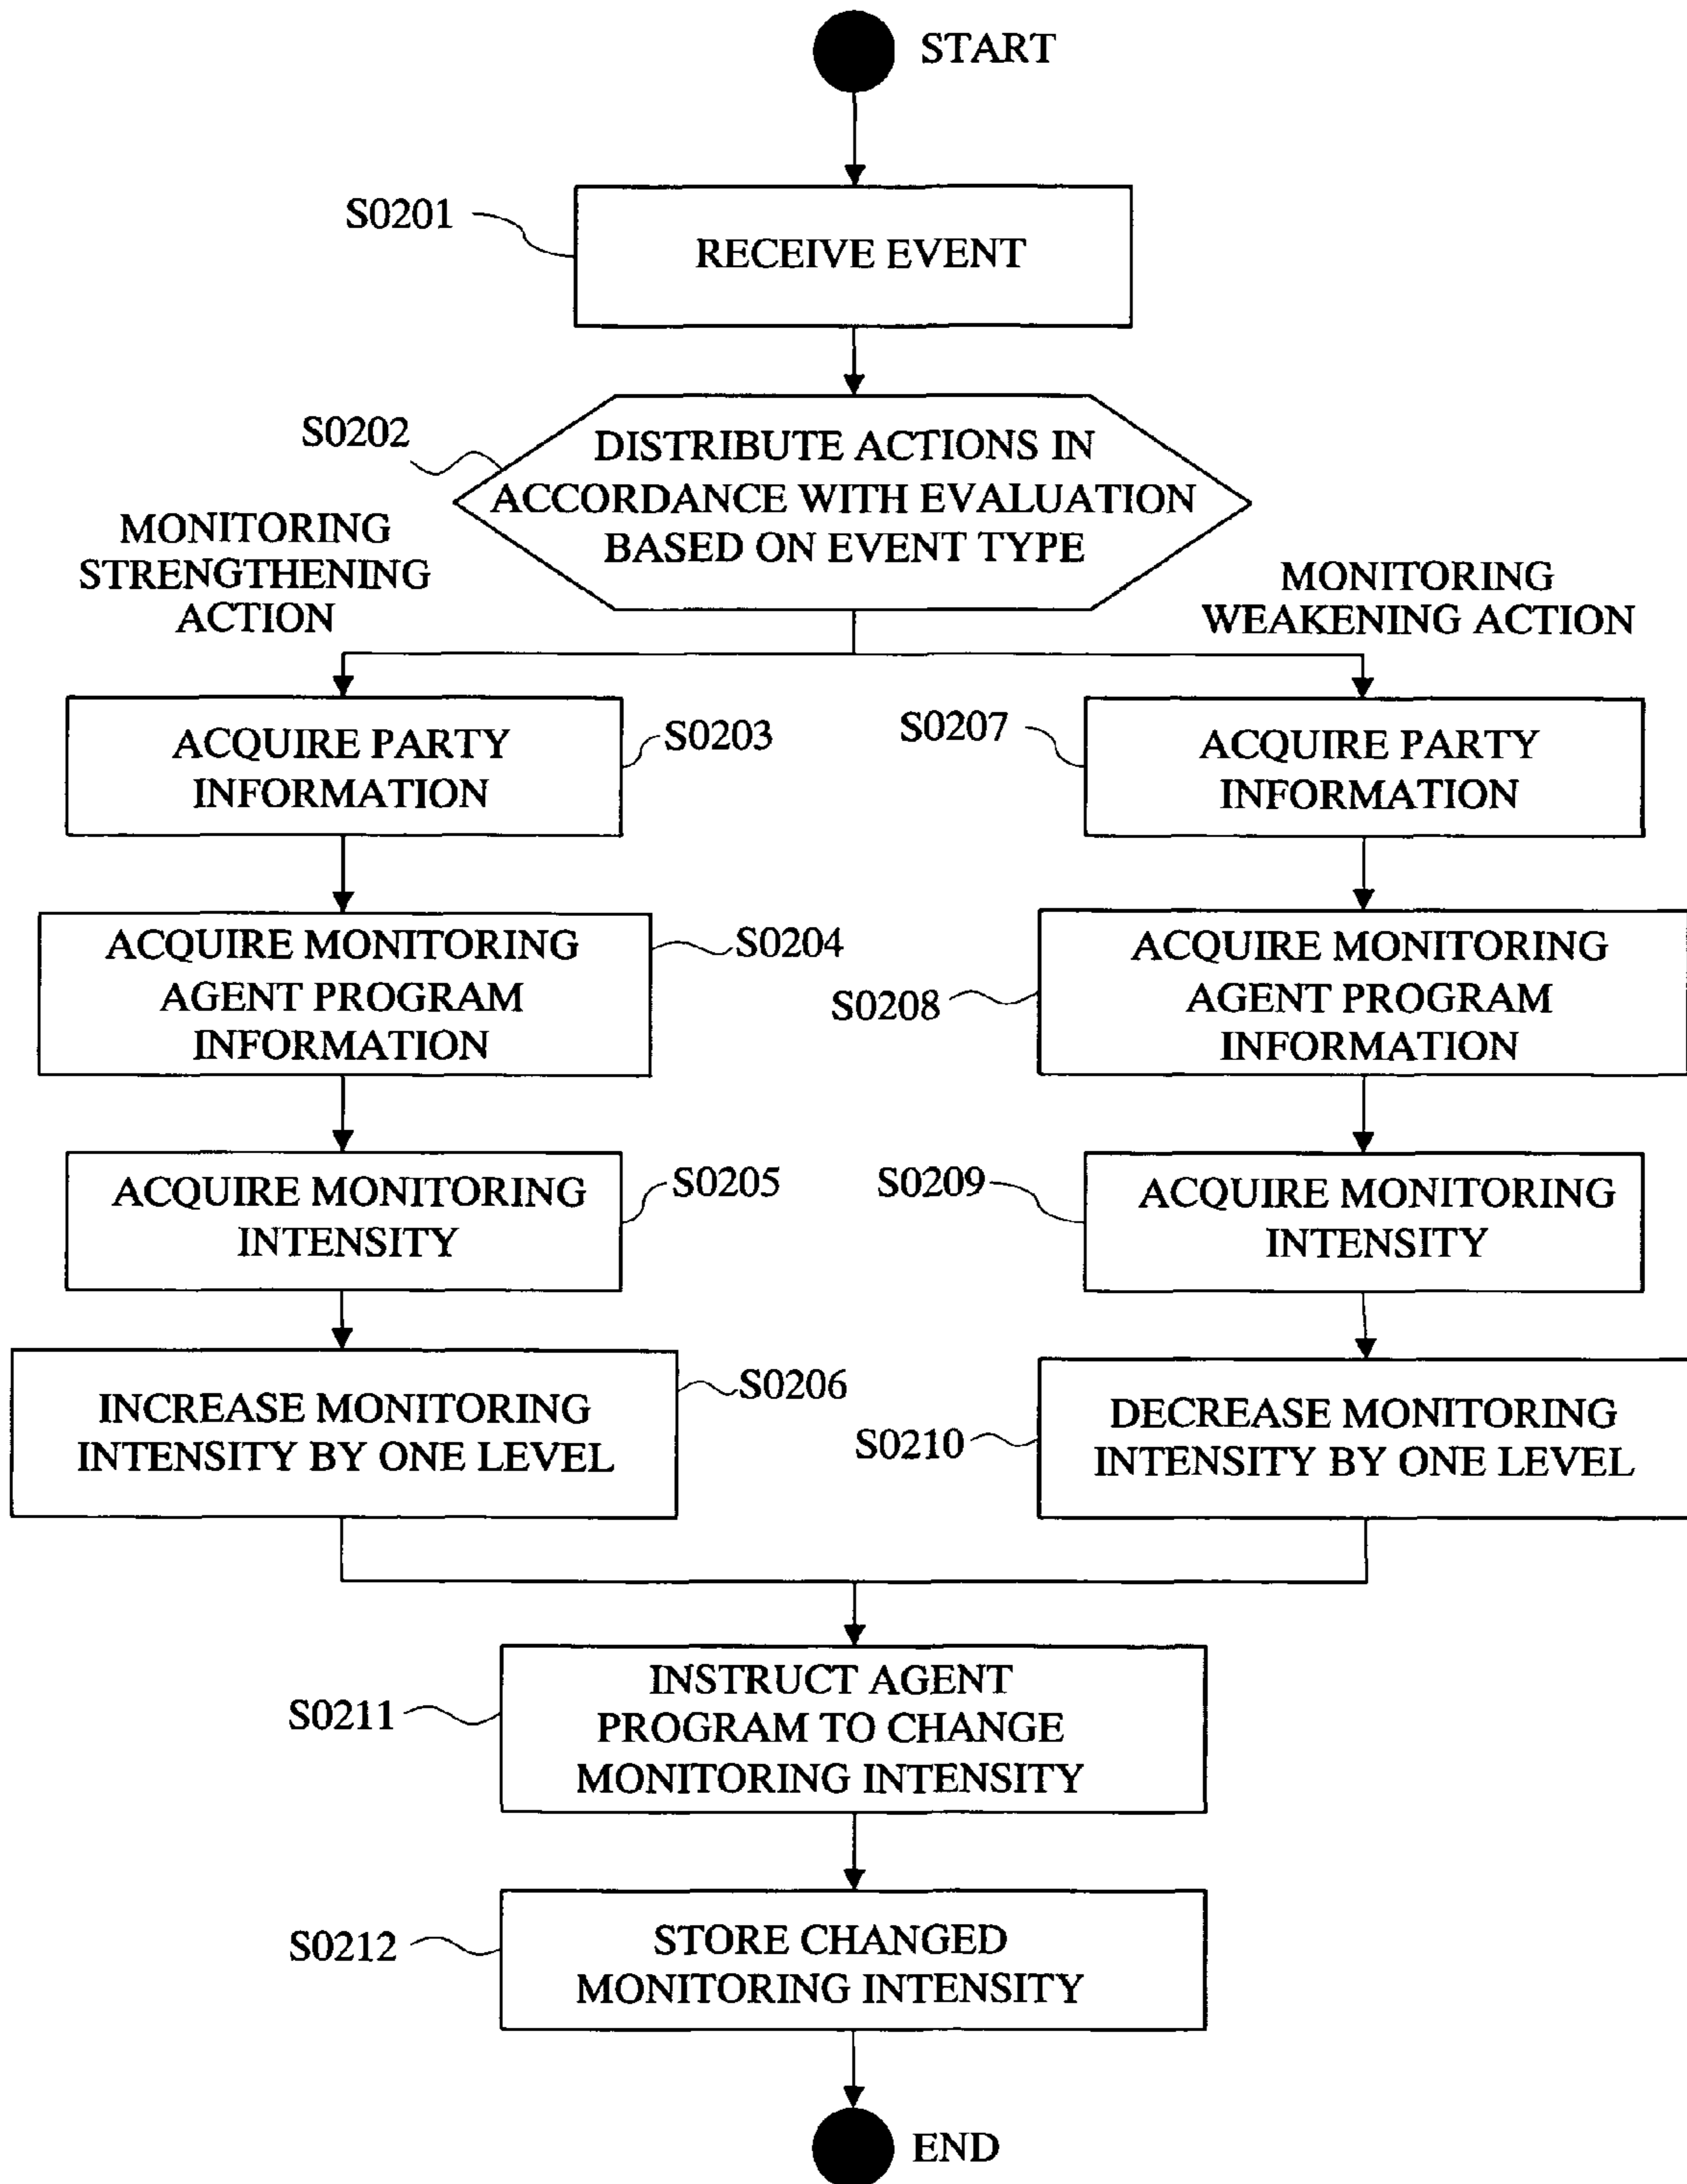 START
S0201
RECEIVE EVENT
S0202
DISTRIBUTE ACTIONS IN
ACCORDANCE WITH EVALUATION
BASED ON EVENT TYPE
MONITORING
STRENGTHENING
ACTION
MONITORING
WEAKENING ACTION
ACQUIRE PARTY
INFORMATION
S0203
S0207
ACQUIRE PARTY
INFORMATION
ACQUIRE MONITORING
AGENT PROGRAM
INFORMATION
S0204
S0208
ACQUIRE MONITORING
AGENT PROGRAM
INFORMATION
ACQUIRE MONITORING
INTENSITY
S0205
S0209
ACQUIRE MONITORING
INTENSITY
INCREASE MONITORING
INTENSITY BY ONE LEVEL
S0206
S0210
DECREASE MONITORING
INTENSITY BY ONE LEVEL
S0211
INSTRUCT AGENT
PROGRAM TO CHANGE
MONITORING INTENSITY
S0212
STORE CHANGED
MONITORING INTENSITY
END